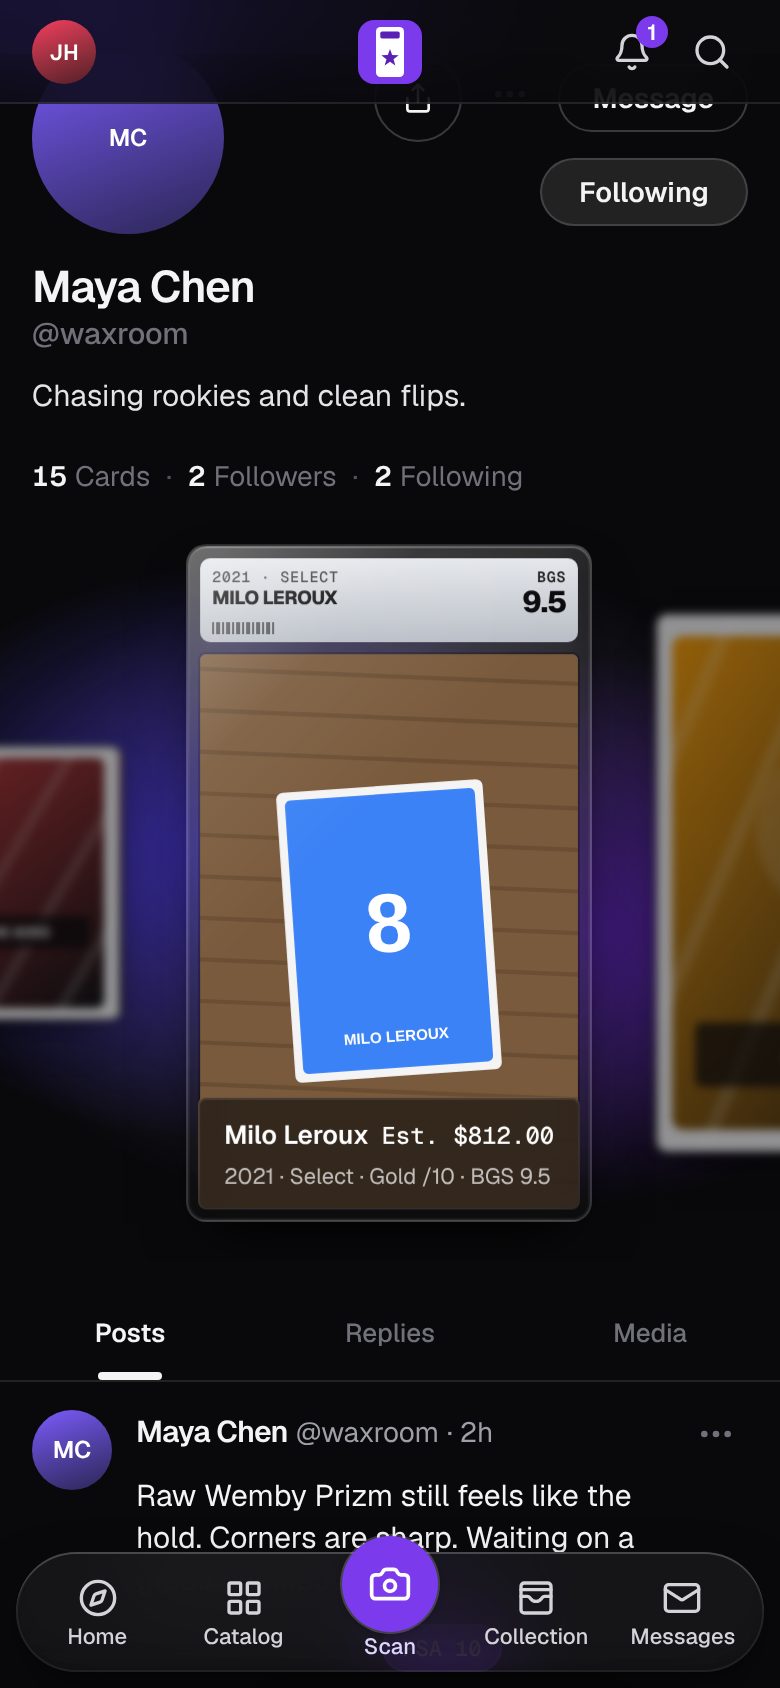 JH
1
MC
Message
Following
Maya Chen
@waxroom
Chasing rookies and clean flips.
15 Cards · 2 Followers · 2 Following
2021 · SELECT
MILO LEROUX
BGS
9.5
8
MILO LEROUX
Milo Leroux Est. $812.00
2021 · Select · Gold /10 · BGS 9.5
Posts Replies Media
MC
Maya Chen @waxroom · 2h
Raw Wemby Prizm still feels like the
hold. Corners are sharp. Waiting on a
Home Catalog Scan Collection Messages